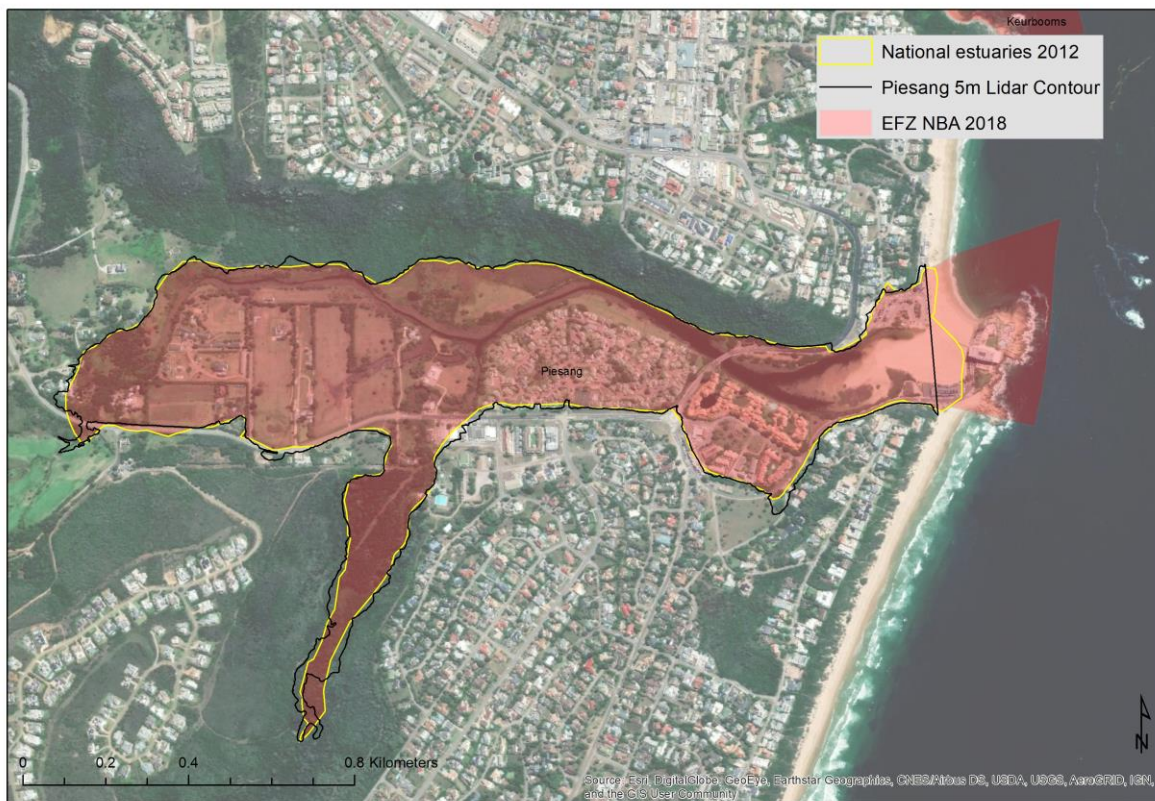 Keurbooms
National estuaries 2012
Piesang 5m Lidar Contour
EFZ NBA 2018
Piesang
0 0.2 0.4 0.8 Kilometers
Source: Esri, DigitalGlobe, GeoEye, Earthstar Geographics, CNES/Airbus DS, USDA, USGS, AeroGRID, IGN,
and the GIS User Community
N